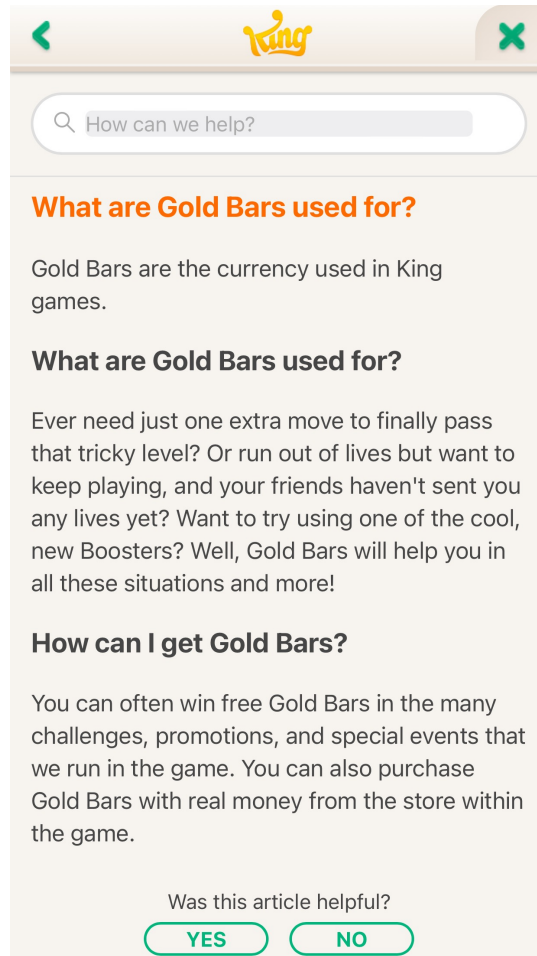 King
How can we help?
What are Gold Bars used for?
Gold Bars are the currency used in King
games.
What are Gold Bars used for?
Ever need just one extra move to finally pass
that tricky level? Or run out of lives but want to
keep playing, and your friends haven't sent you
any lives yet? Want to try using one of the cool,
new Boosters? Well, Gold Bars will help you in
all these situations and more!
How can I get Gold Bars?
You can often win free Gold Bars in the many
challenges, promotions, and special events that
we run in the game. You can also purchase
Gold Bars with real money from the store within
the game.
Was this article helpful?
YES NO